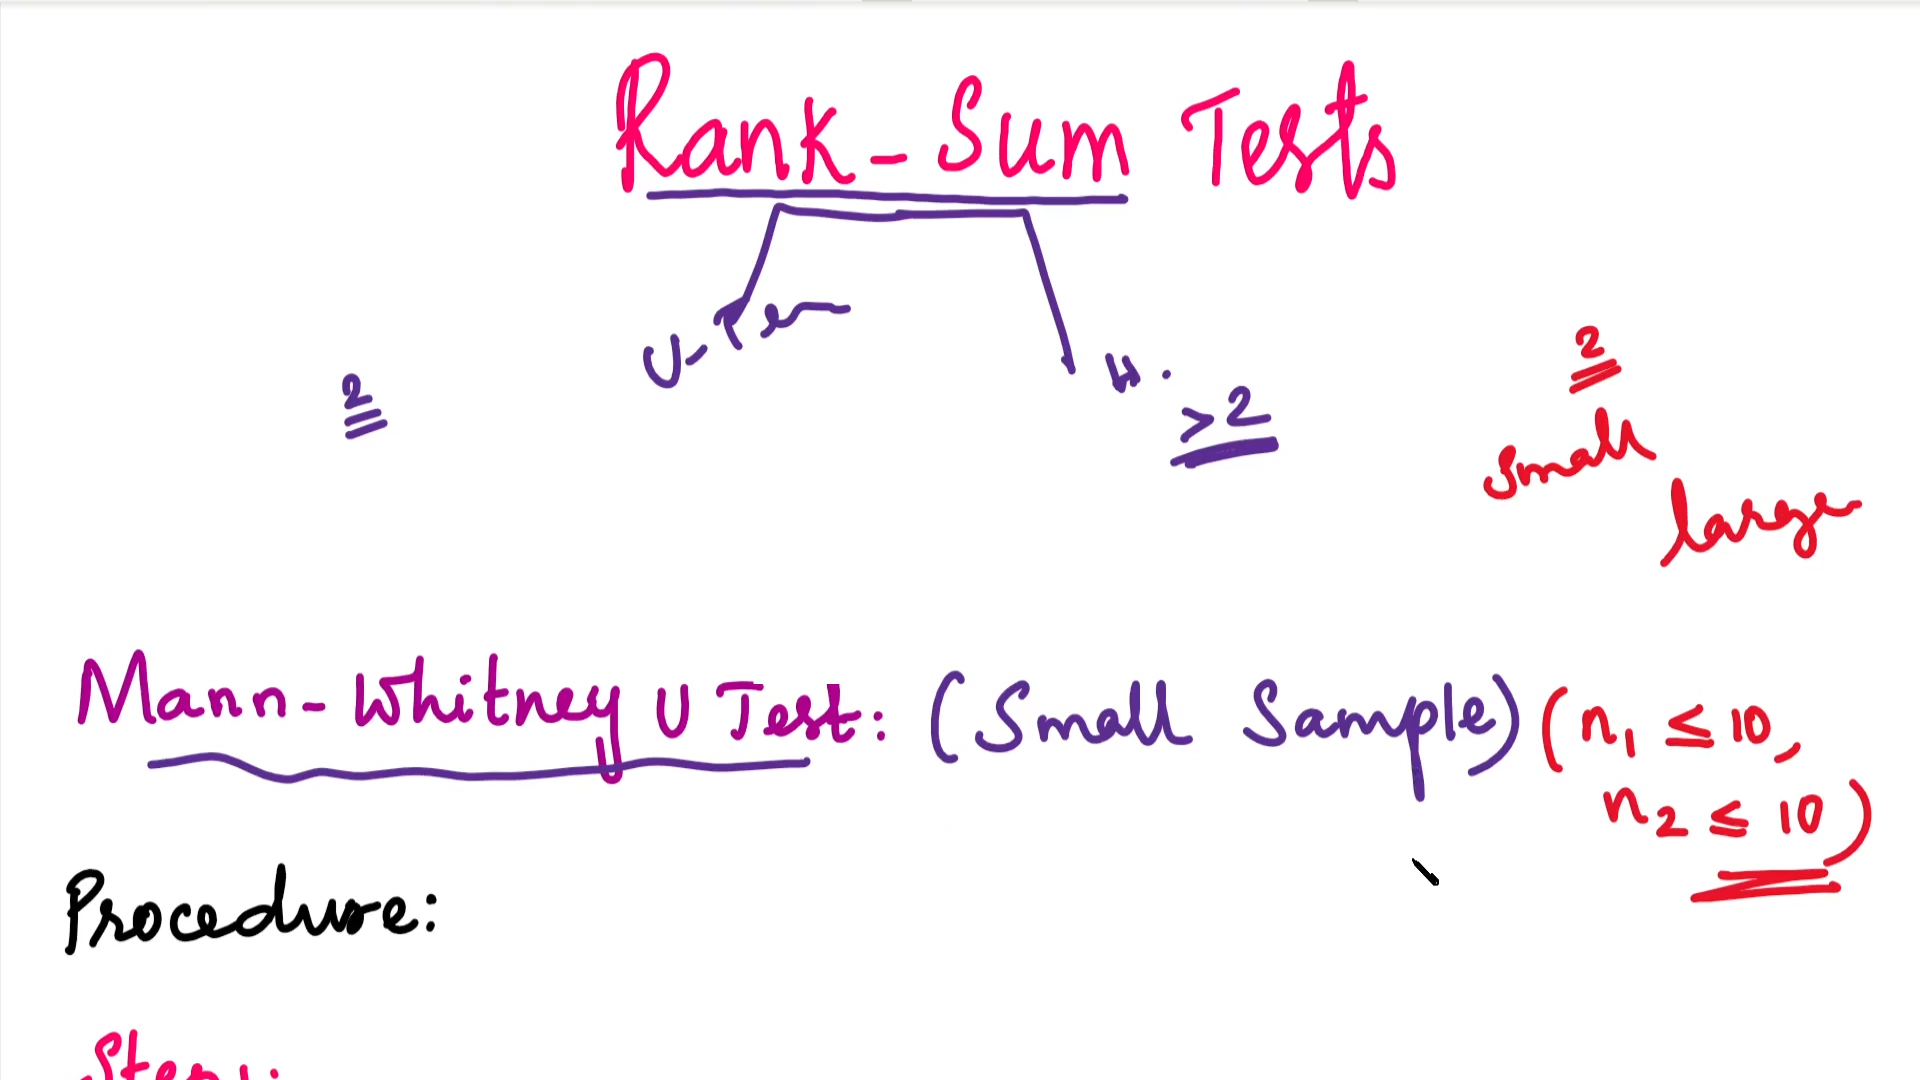 Rank-Sum Tests
U-Test
H.
2
>2
2
Small
large
Mann-Whitney U Test: (Small Sample) (n₁ ≤ 10,
n₂ ≤ 10)
Procedure: